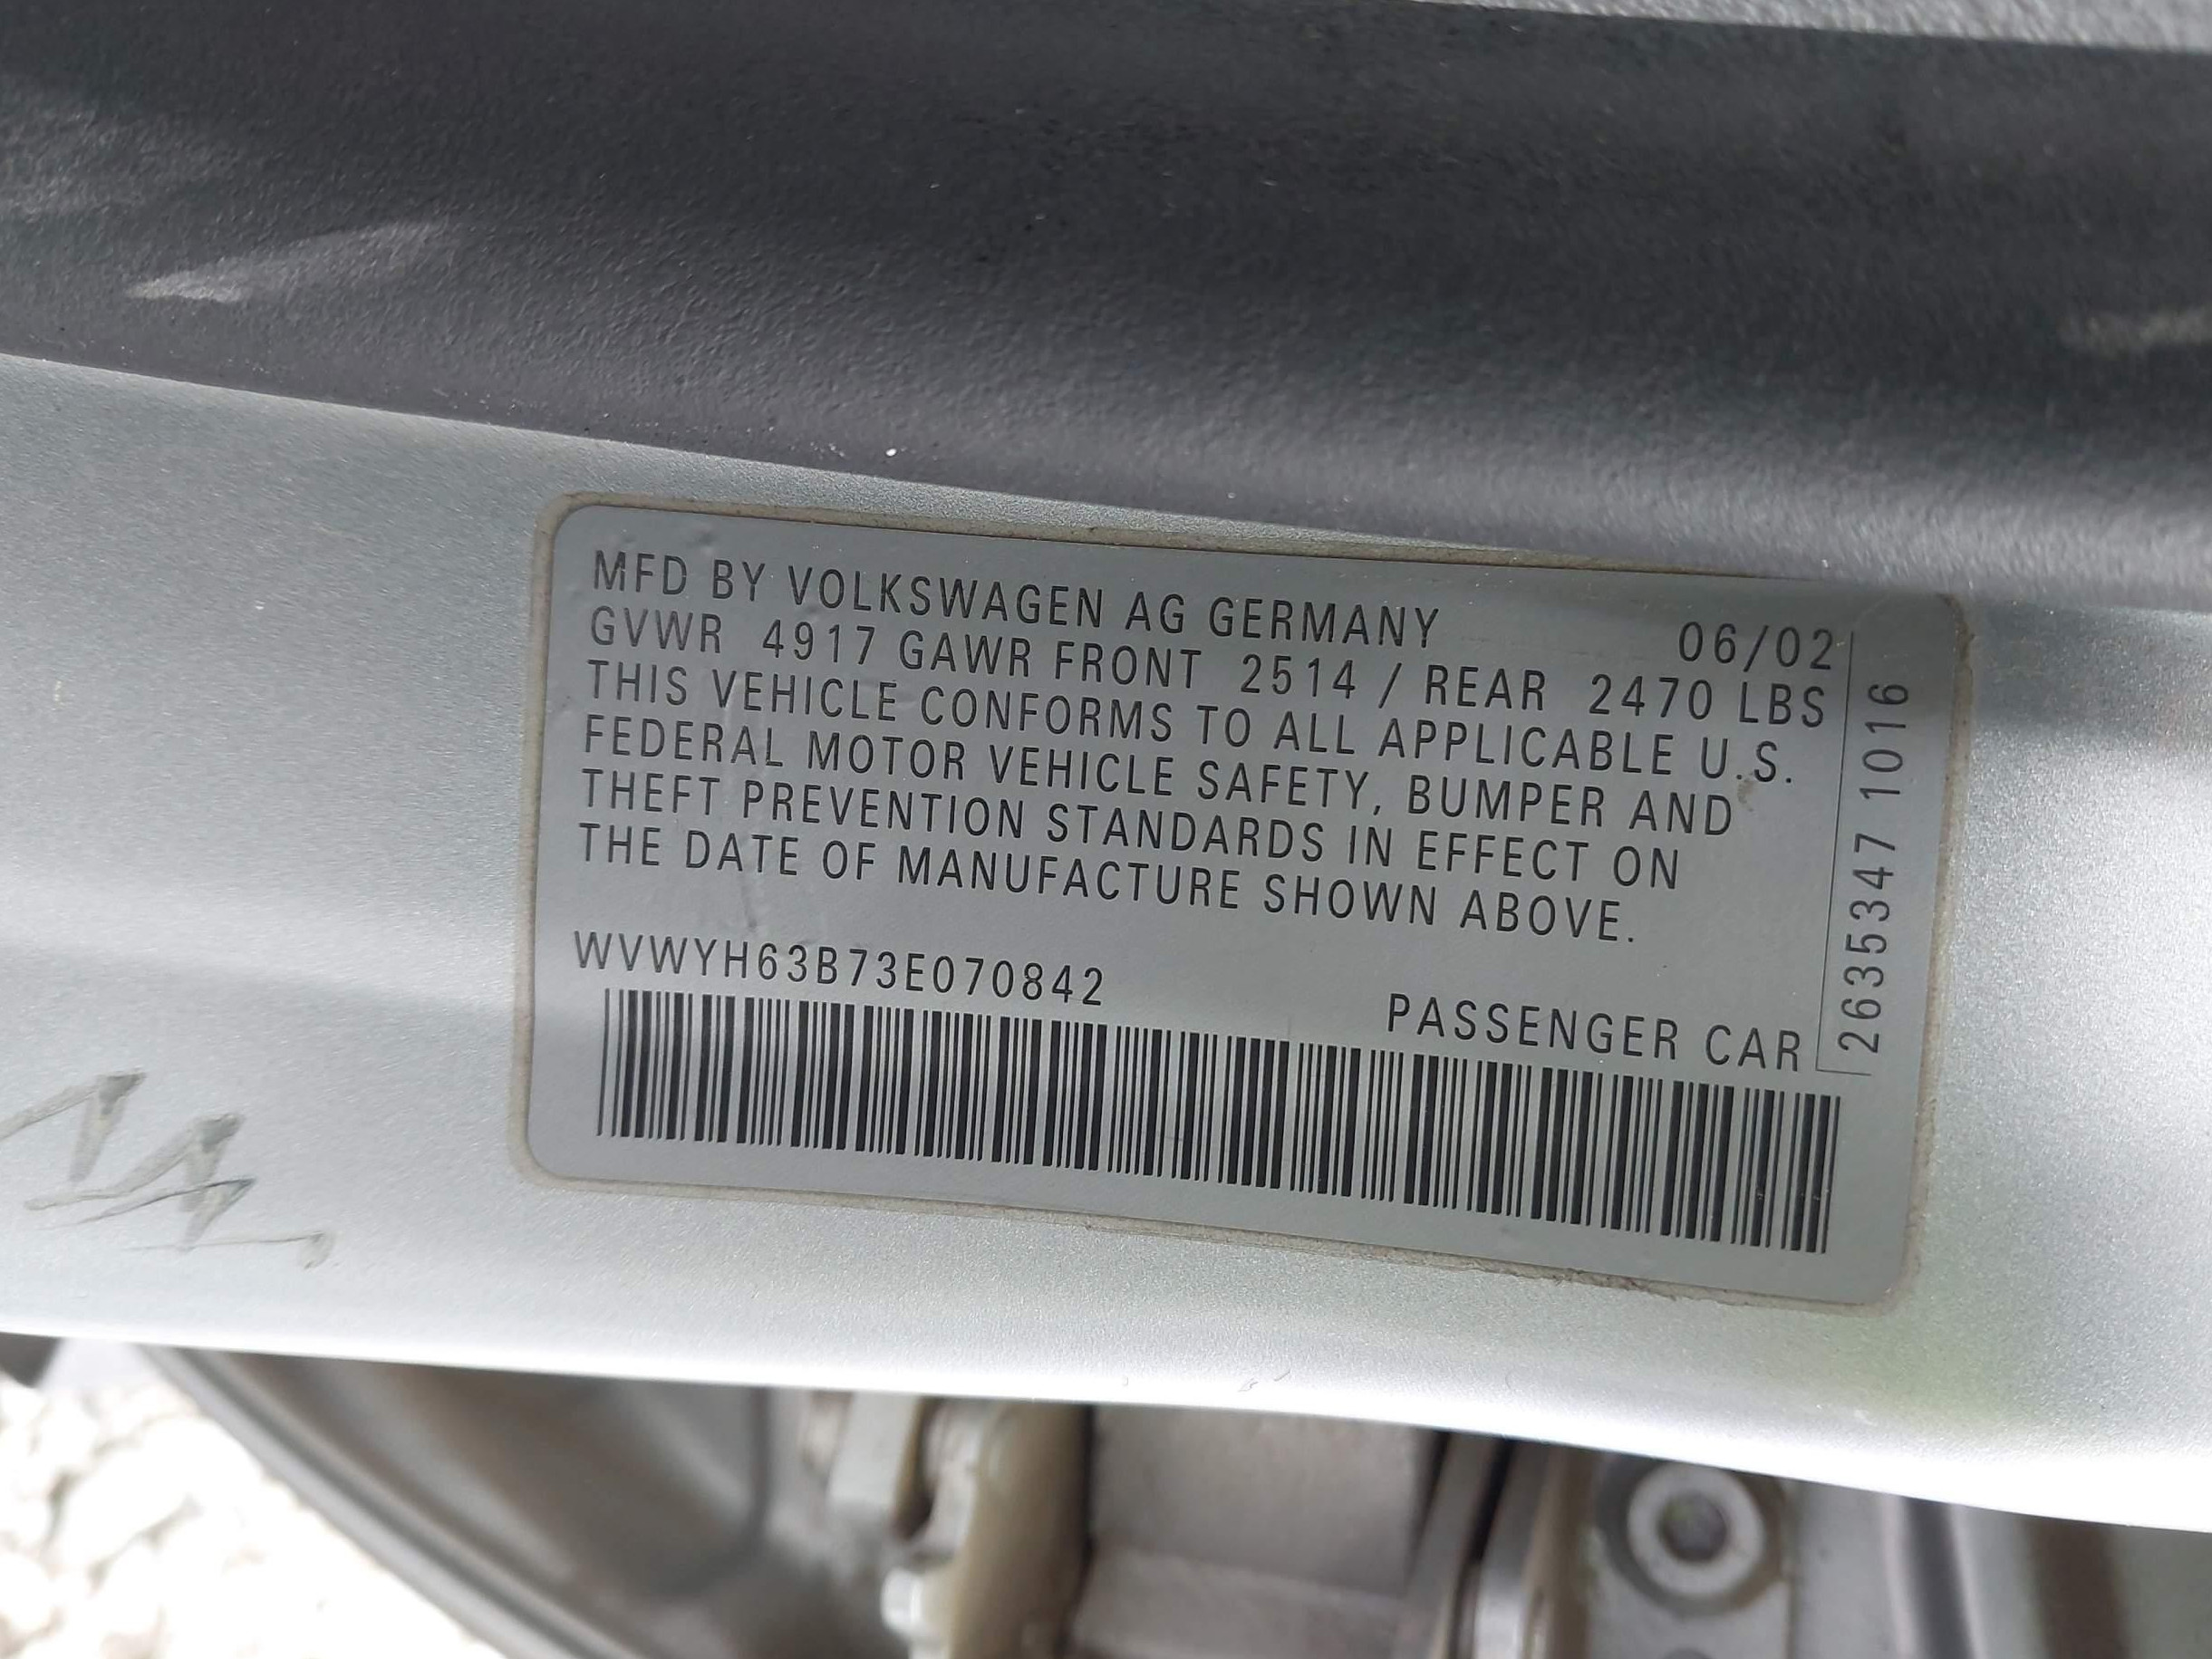 MFD BY VOLKSWAGEN AG GERMANY 06/02
GVWR 4917 GAWR FRONT 2514 / REAR 2470 LBS
THIS VEHICLE CONFORMS TO ALL APPLICABLE U.S.
FEDERAL MOTOR VEHICLE SAFETY, BUMPER AND
THEFT PREVENTION STANDARDS IN EFFECT ON
THE DATE OF MANUFACTURE SHOWN ABOVE.
WVWYH63B73E070842
PASSENGER CAR
2635347 1016